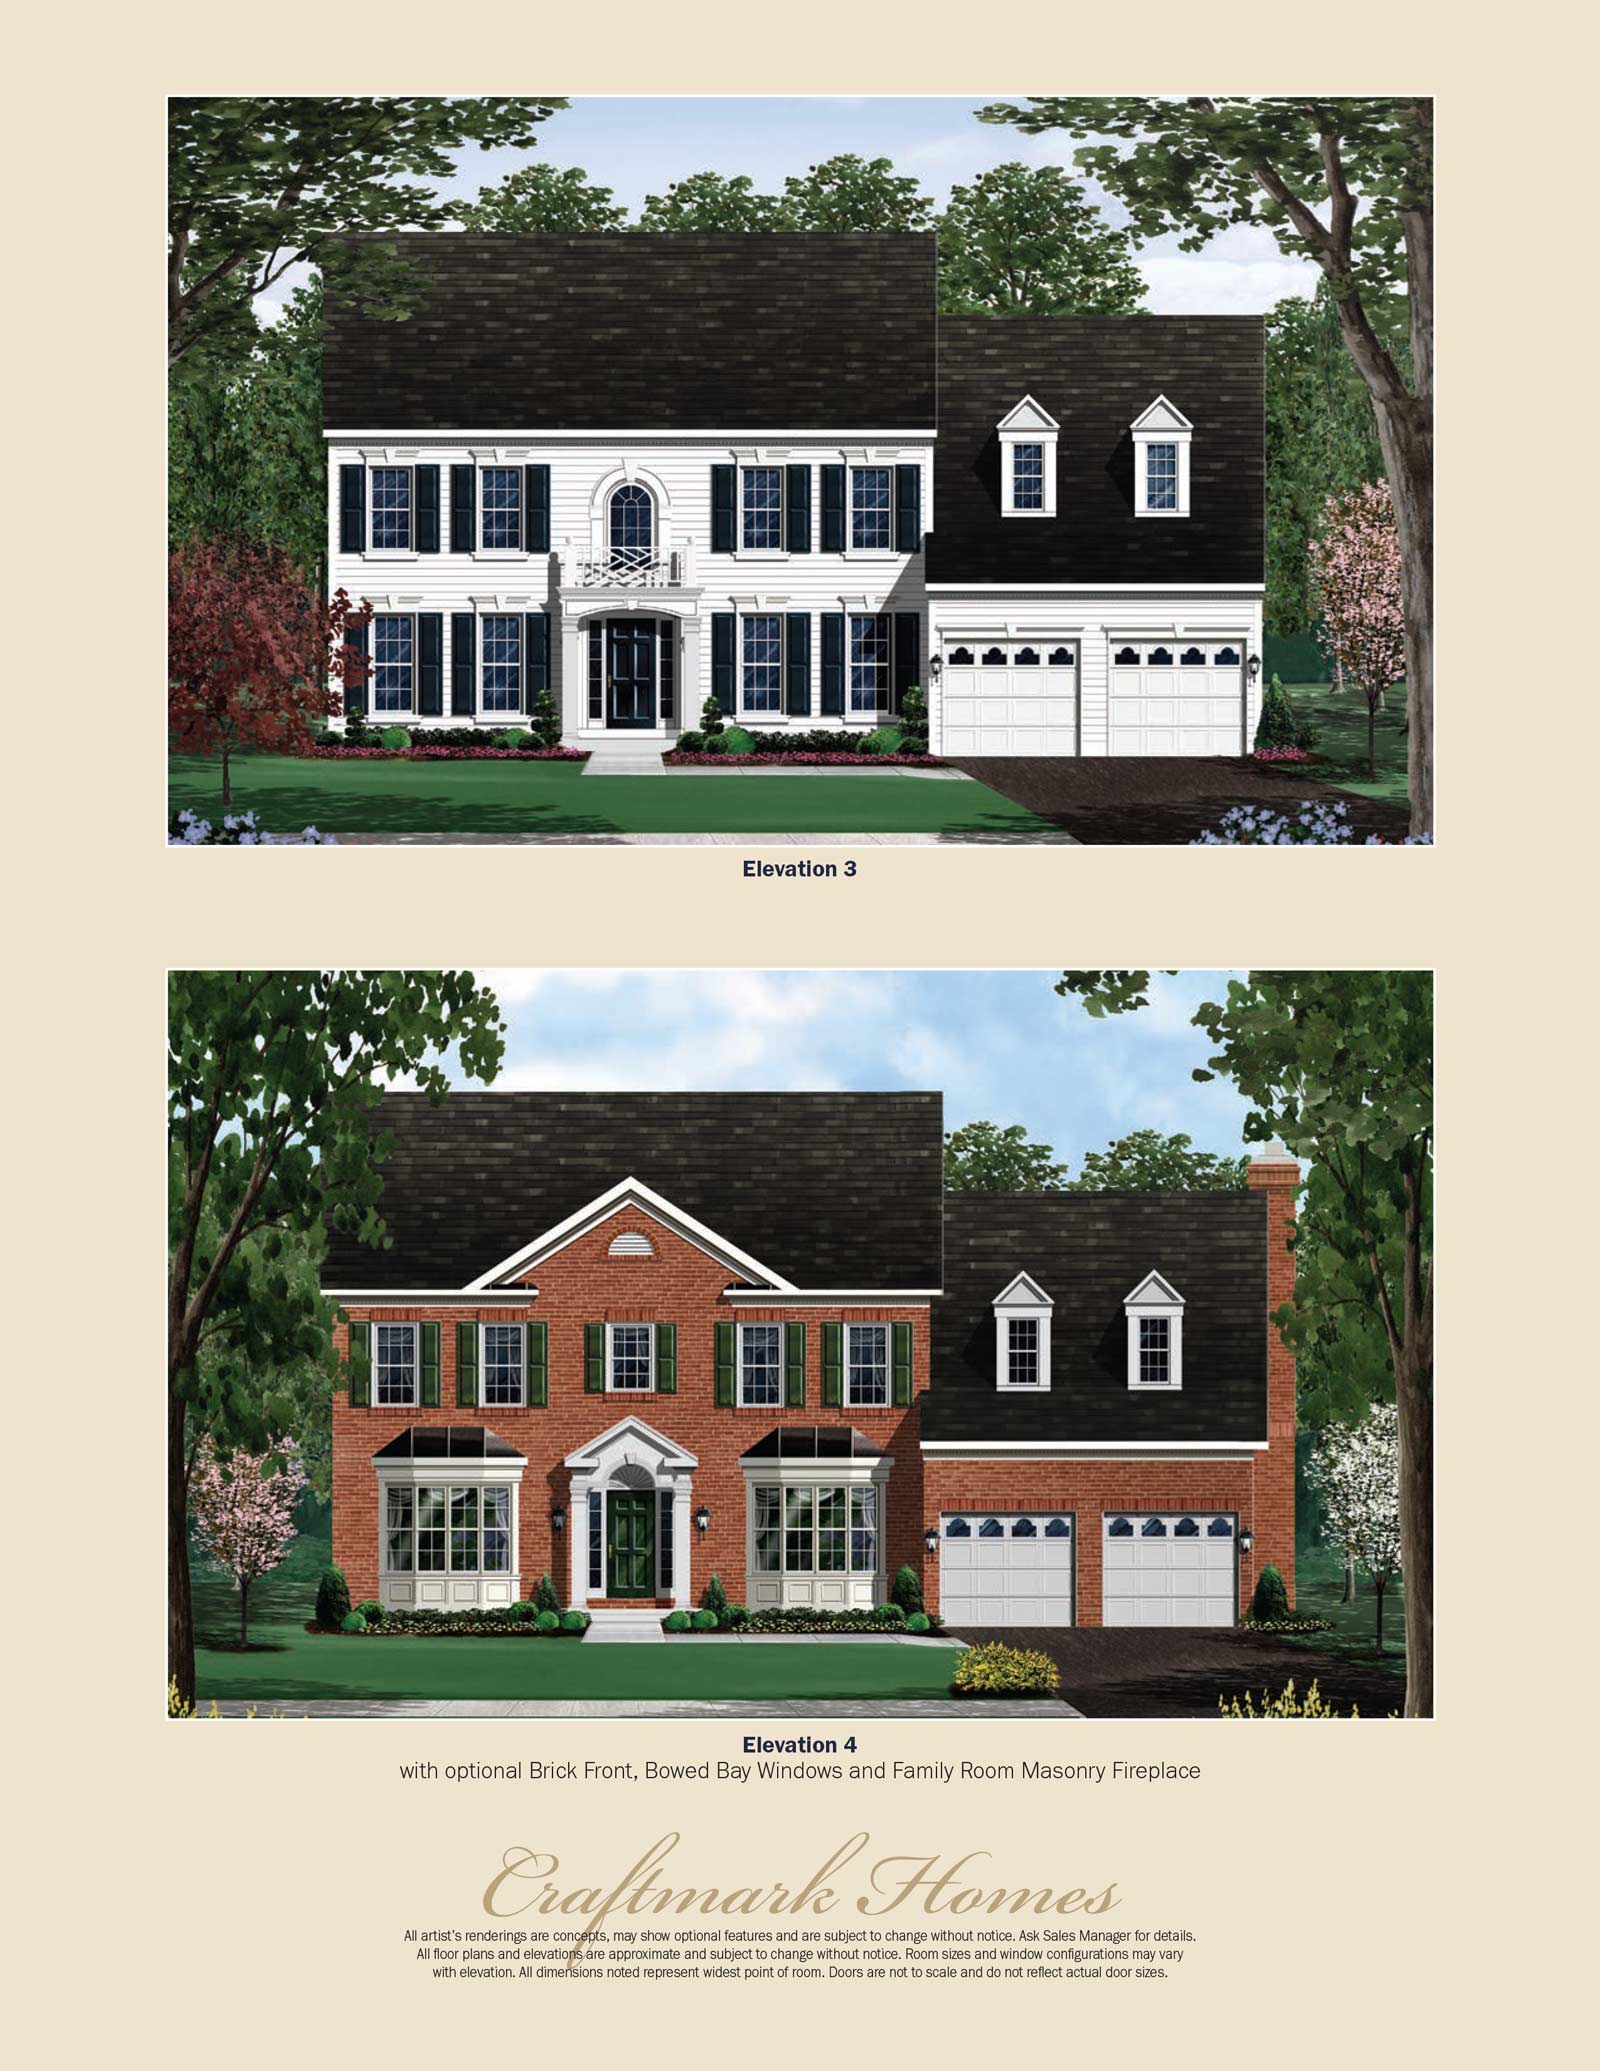 Elevation 3
Elevation 4
with optional Brick Front, Bowed Bay Windows and Family Room Masonry Fireplace
Craftmark Homes
All artist's renderings are concepts, may show optional features and are subject to change without notice. Ask Sales Manager for details.
All floor plans and elevations are approximate and subject to change without notice. Room sizes and window configurations may vary
with elevation. All dimensions noted represent widest point of room. Doors are not to scale and do not reflect actual door sizes.